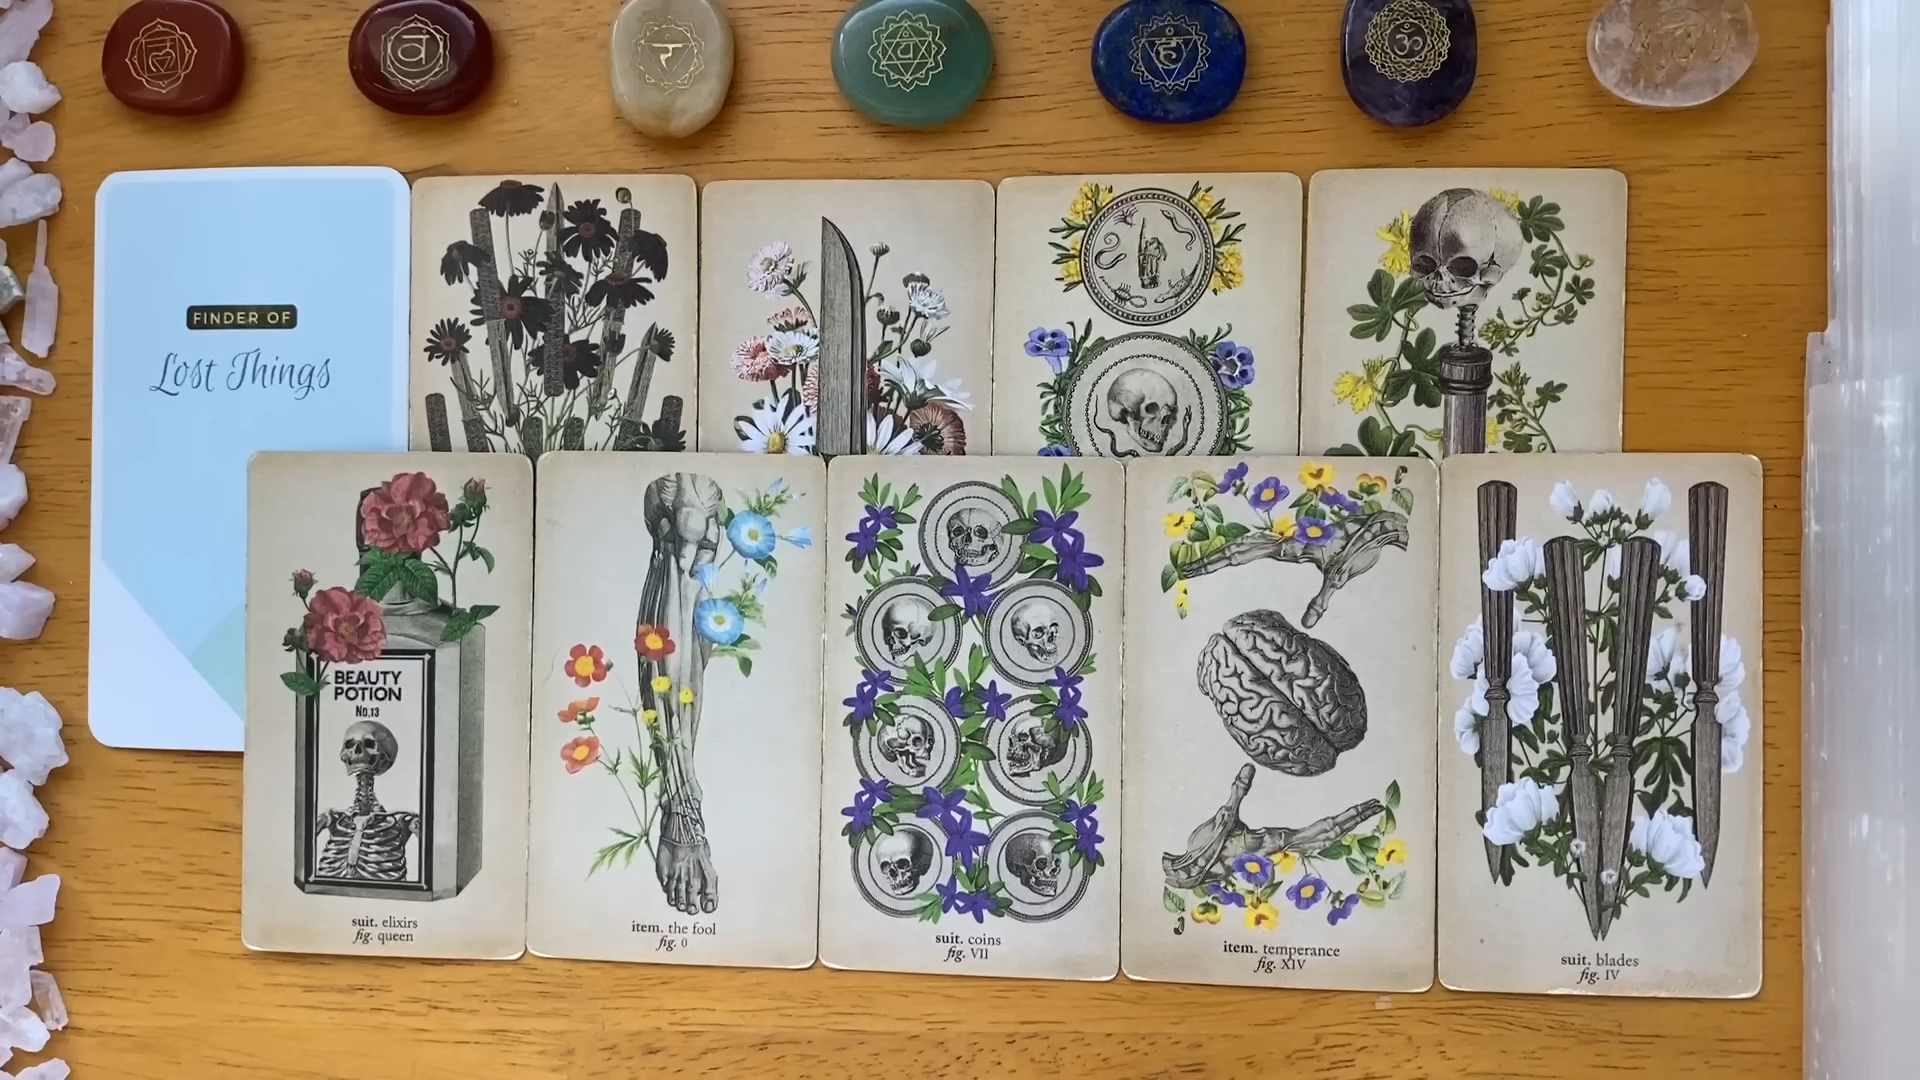 वं
रं
यं
हं
ॐ
FINDER OF
Lost Things
BEAUTY
POTION
No.13
suit. elixirs
fig. queen
item. the fool
fig. 0
suit. coins
fig. VII
item. temperance
fig. XIV
suit. blades
fig. IV